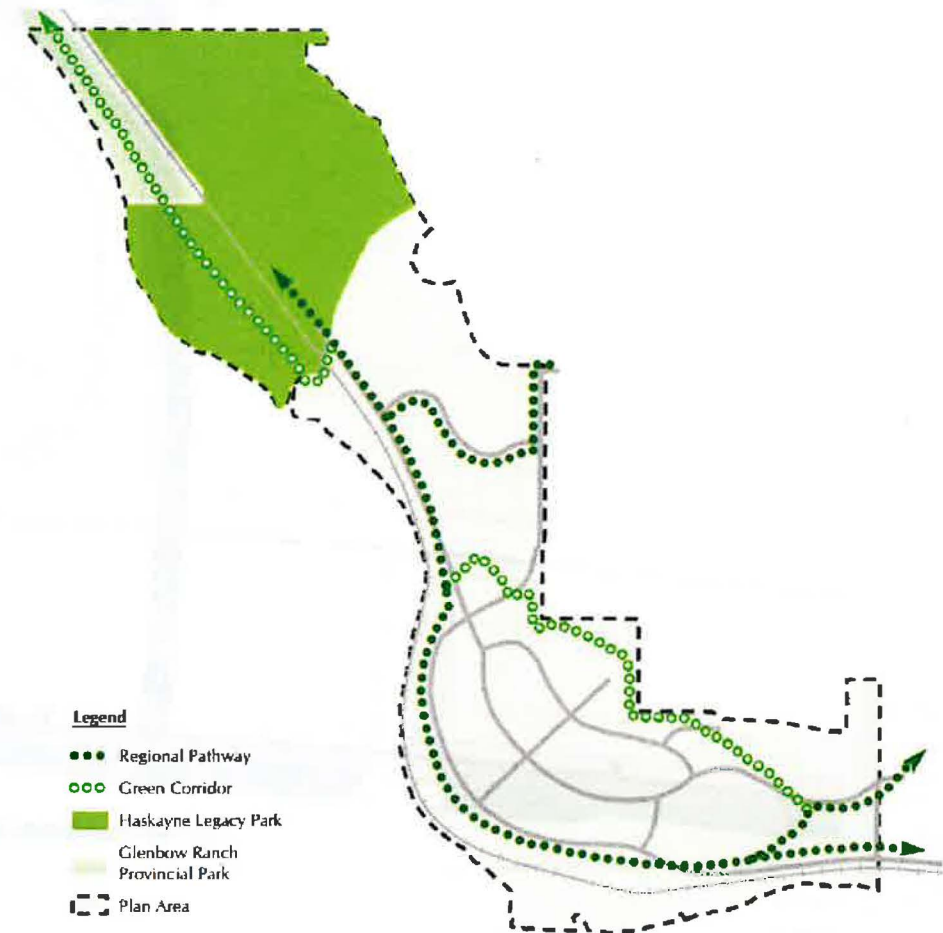 Legend
Regional Pathway
Green Corridor
Haskayne Legacy Park
Glenbow Ranch
Provincial Park
Plan Area